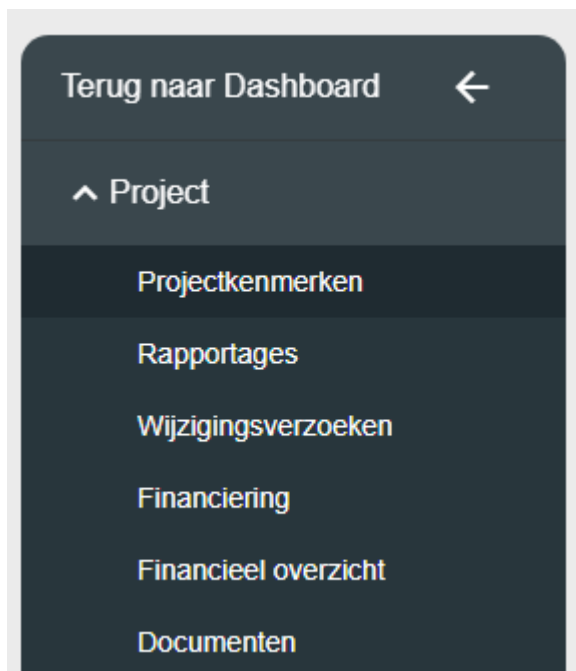 Terug naar Dashboard
Project
Projectkenmerken
Rapportages
Wijzigingsverzoeken
Financiering
Financieel overzicht
Documenten